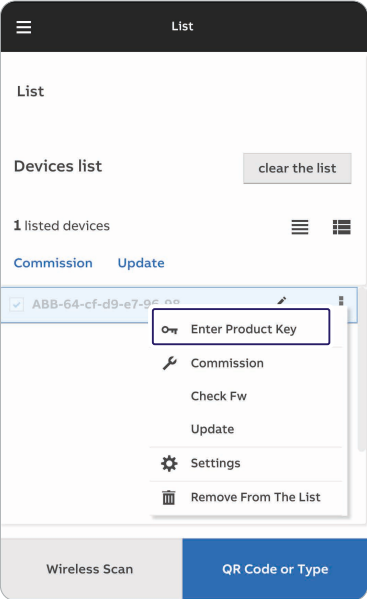 List
List
Devices list
clear the list
1 listed devices
Commission Update
ABB-64-cf-d9-e7-96-98
Enter Product Key
Commission
Check Fw
Update
Settings
Remove From The List
Wireless Scan
QR Code or Type